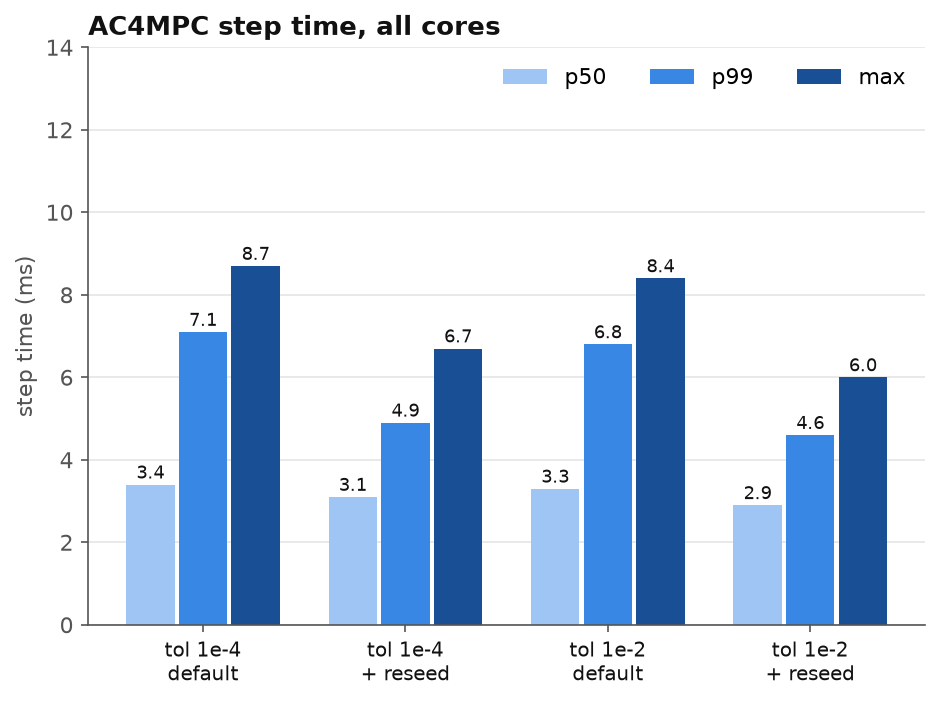 AC4MPC step time, all cores
p50 p99 max
step time (ms)
14
12
10
8
6
4
2
0
3.4 7.1 8.7
3.1 4.9 6.7
3.3 6.8 8.4
2.9 4.6 6.0
tol 1e-4
default
tol 1e-4
+ reseed
tol 1e-2
default
tol 1e-2
+ reseed